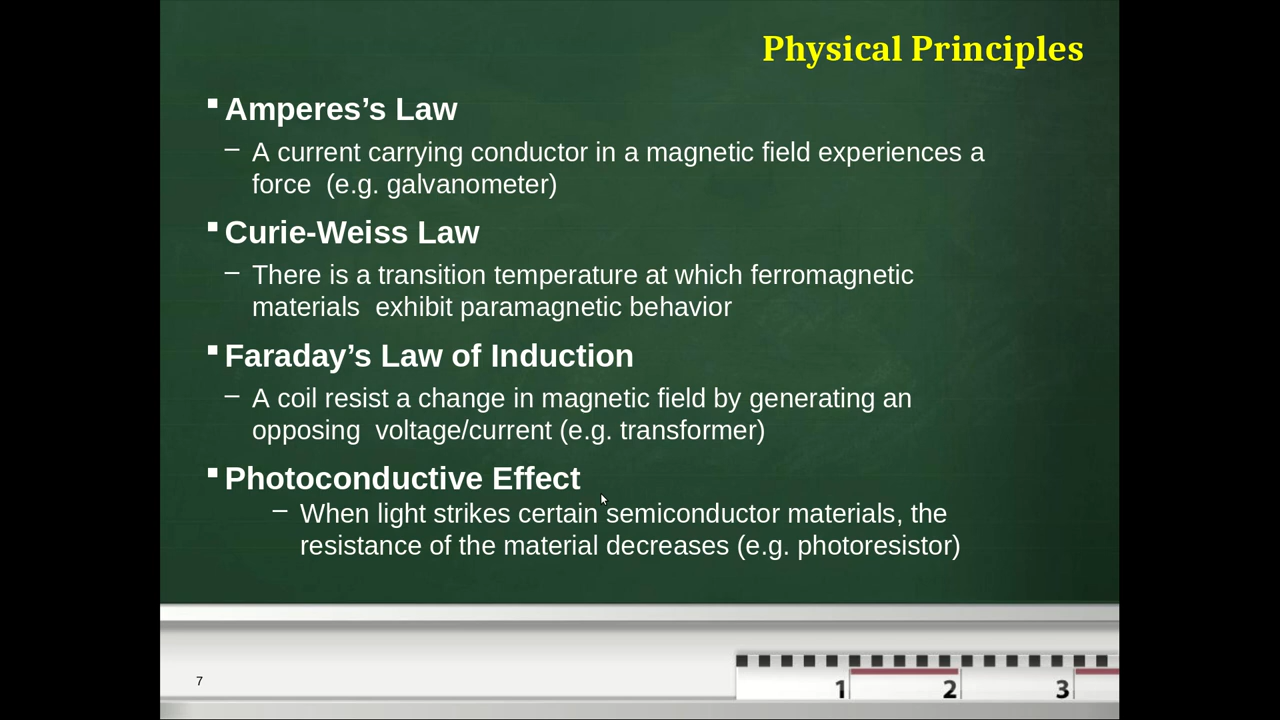 Physical Principles
▪ Amperes’s Law
– A current carrying conductor in a magnetic field experiences a
force (e.g. galvanometer)
▪ Curie-Weiss Law
– There is a transition temperature at which ferromagnetic
materials exhibit paramagnetic behavior
▪ Faraday’s Law of Induction
– A coil resist a change in magnetic field by generating an
opposing voltage/current (e.g. transformer)
▪ Photoconductive Effect
– When light strikes certain semiconductor materials, the
resistance of the material decreases (e.g. photoresistor)
7
1 2 3